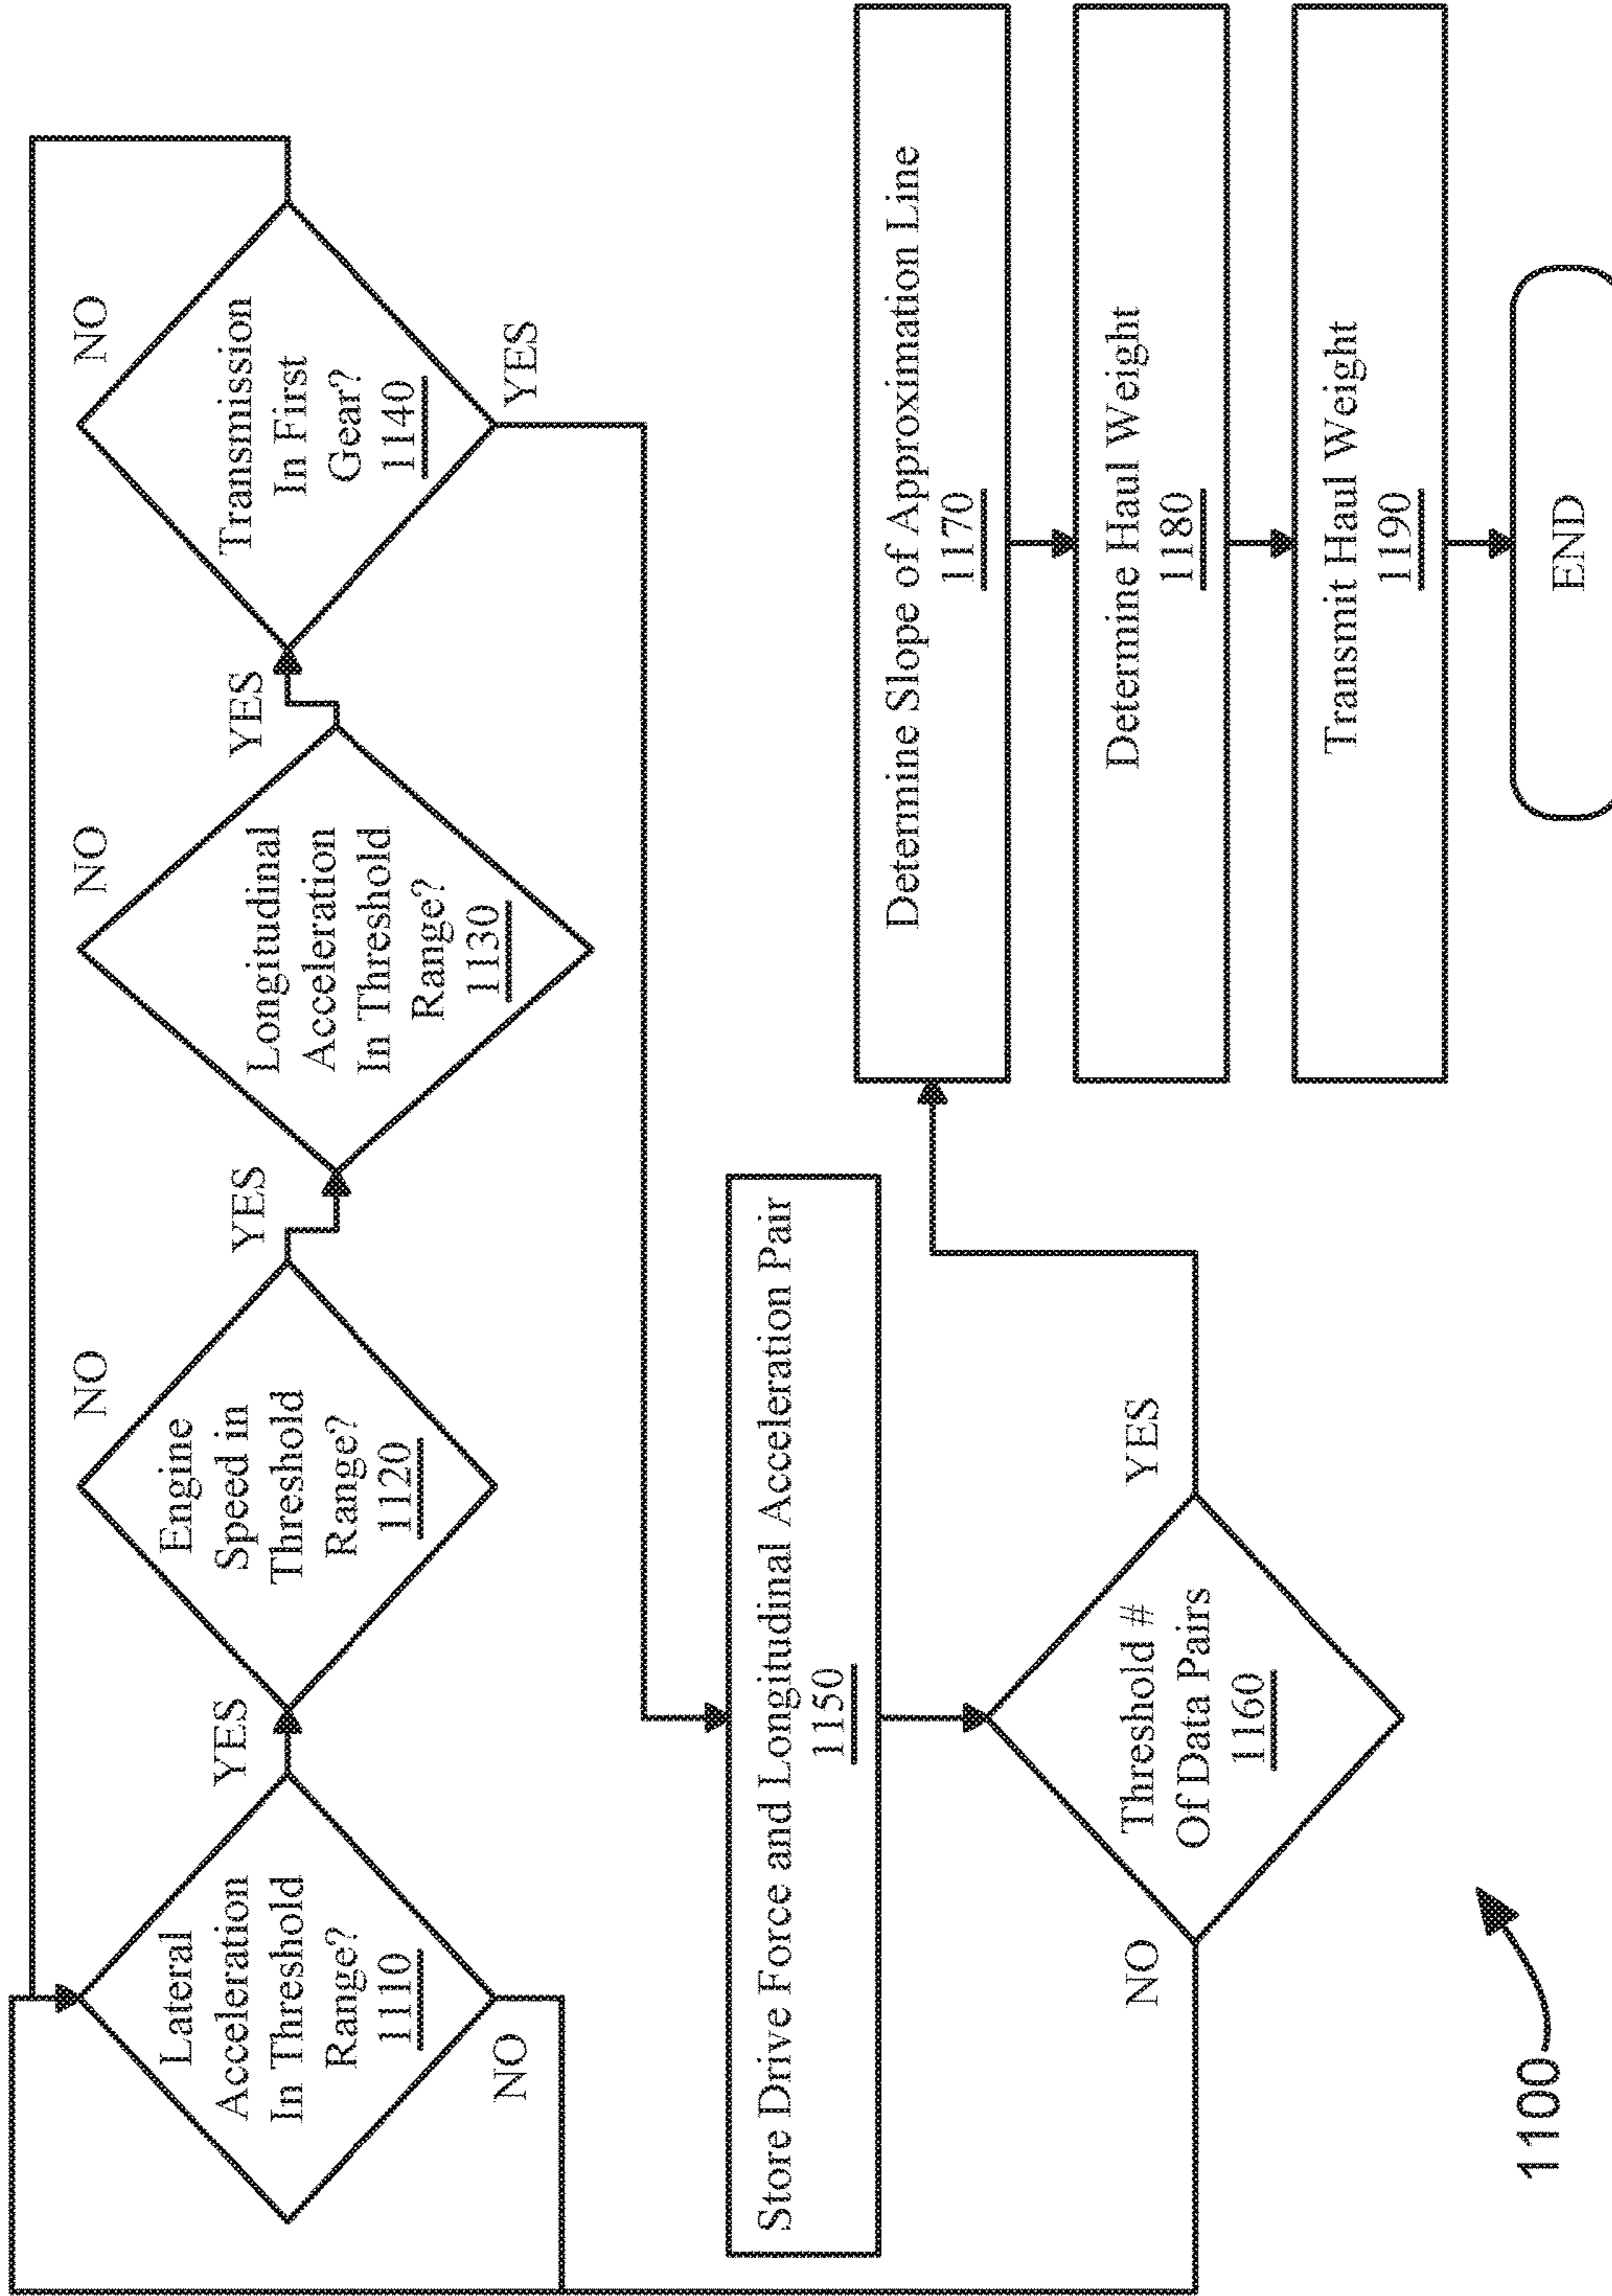 Lateral
Acceleration
In Threshold
Range?
1110
YES
NO
Engine
Speed in
Threshold
Range?
1120
NO
YES
Longitudinal
Acceleration
In Threshold
Range?
1130
NO
YES
Transmission
In First
Gear?
1140
NO
YES
Store Drive Force and Longitudinal Acceleration Pair
1150
Threshold #
Of Data Pairs
1160
NO
YES
Determine Slope of Approximation Line
1170
Determine Haul Weight
1180
Transmit Haul Weight
1190
END
1100